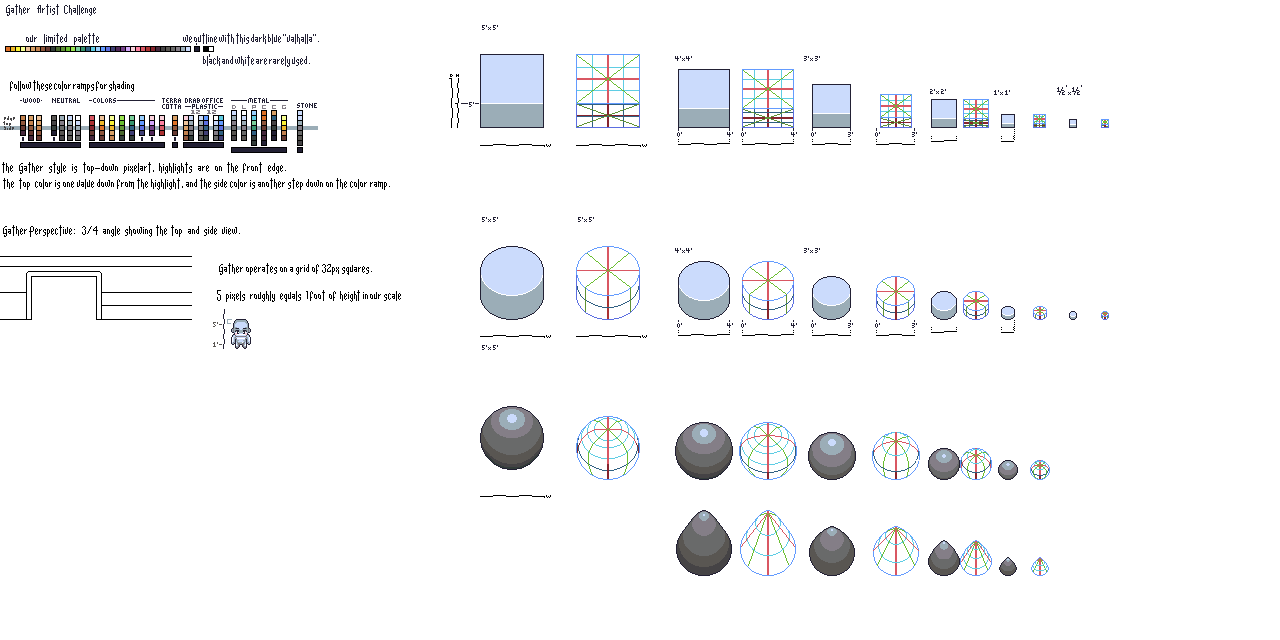 Gather Artist Challenge
our limited palette
we outline with this dark blue "valhalla".
black and white are rarely used.
follow these color ramps for shading
-WOOD- NEUTRAL -COLORS- TERRA COTTA DRAB OFFICE -PLASTIC- -METAL- STONE
the Gather style is top-down pixelart, highlights are on the front edge.
the top color is one value down from the highlight, and the side color is another step down on the color ramp.
Gather Perspective: 3/4 angle showing the top and side view.
Gather operates on a grid of 32px squares.
5 pixels roughly equals 1 foot of height in our scale
5'-
1'-
5'x5'
4'x4' 3'x3'
2'x2' 1'x1' ½'x½'
D H
5'-
0' 4' 0' 4' 0' 3' 0' 3'
W W
5'x5' 5'x5'
4'x4' 3'x3'
0' 4' 0' 4' 0' 3' 0' 3'
W W
5'x5'
W